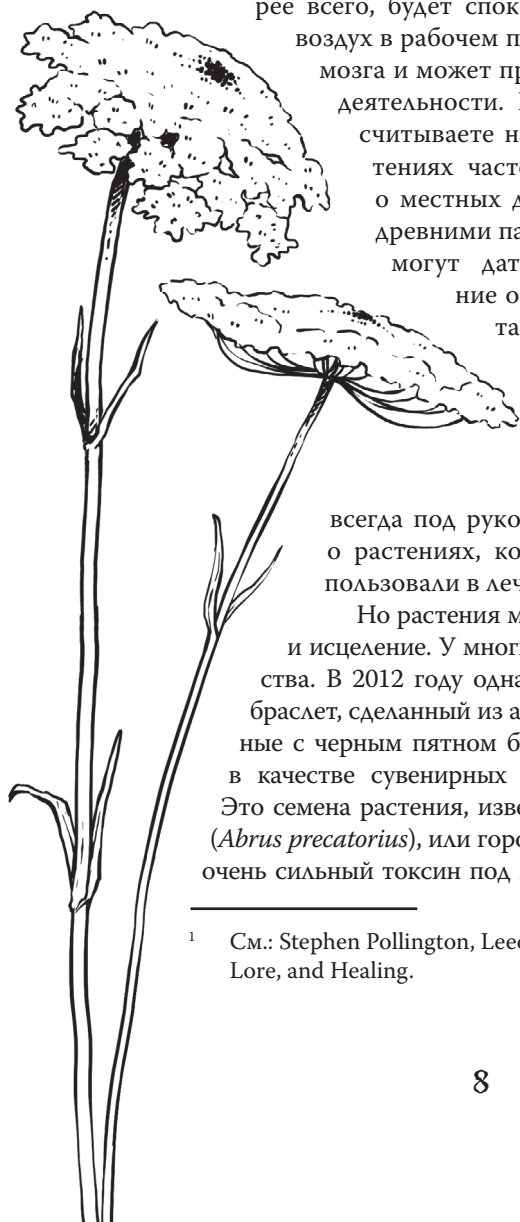 рее всего, будет спок
воздух в рабочем п
мозга и может пр
деятельности.
считываете н
тениях част
о местных д
древними па
могут дат
ние о
та
всегда под руко
о растениях, ко
пользовали в леч
Но растения м
и исцеление. У многи
ства. В 2012 году одна
браслет, сделанный из а
ные с черным пятном б
в качестве сувенирных
Это семена растения, изве
(Abrus precatorius), или горо
очень сильный токсин под
1 См.: Stephen Pollington, Leec
Lore, and Healing.
8